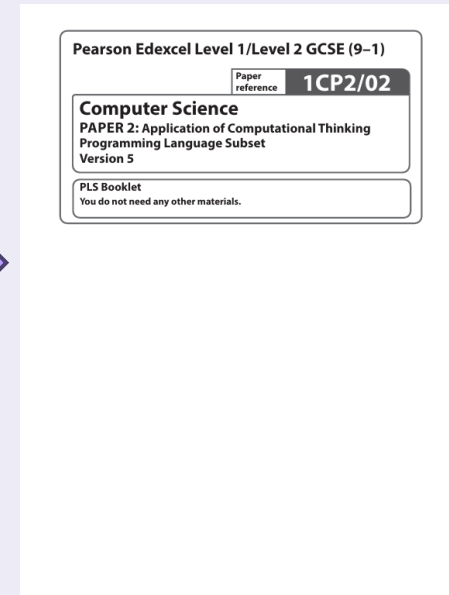 Pearson Edexcel Level 1/Level 2 GCSE (9–1)
Paper
reference
1CP2/02
Computer Science
PAPER 2: Application of Computational Thinking
Programming Language Subset
Version 5
PLS Booklet
You do not need any other materials.